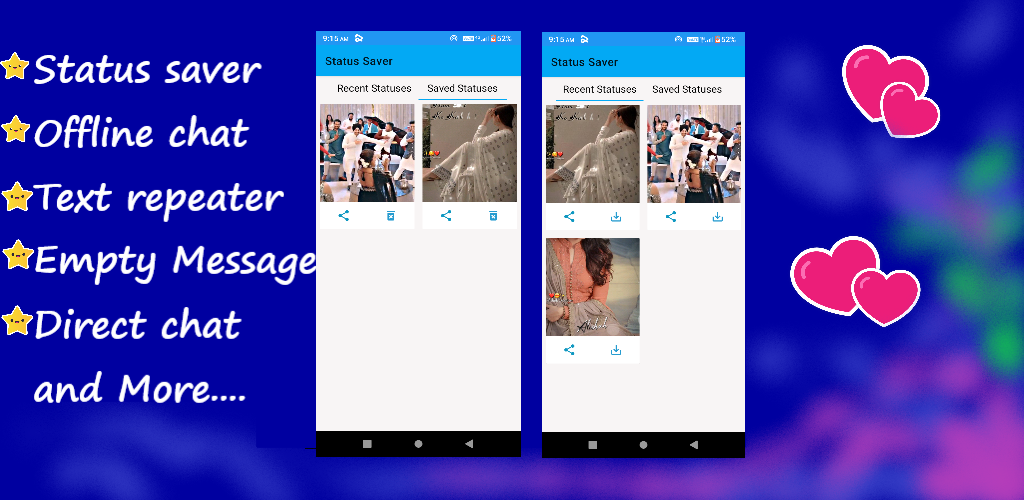 Status saver
Offline chat
Text repeater
Empty Message
Direct chat
and More....
9:15 AM
52%
Status Saver
Recent Statuses
Saved Statuses
9:15 AM
52%
Status Saver
Recent Statuses
Saved Statuses